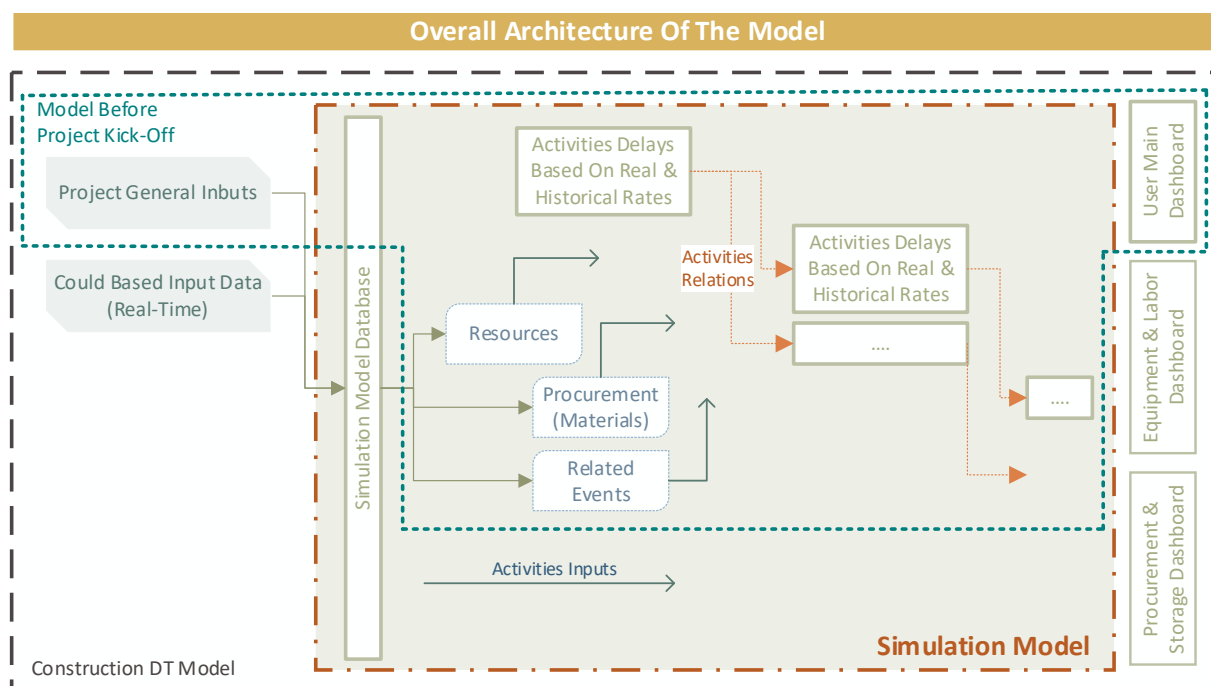 Overall Architecture Of The Model
Model Before
Project Kick-Off
Project General Inbuts
Could Based Input Data
(Real-Time)
Simulation Model Database
Activities Delays
Based On Real &
Historical Rates
Activities
Relations
Activities Delays
Based On Real &
Historical Rates
....
....
Resources
Procurement
(Materials)
Related
Events
Activities Inputs
Simulation Model
Construction DT Model
User Main
Dashboard
Equipment & Labor
Dashboard
Procurement &
Storage Dashboard